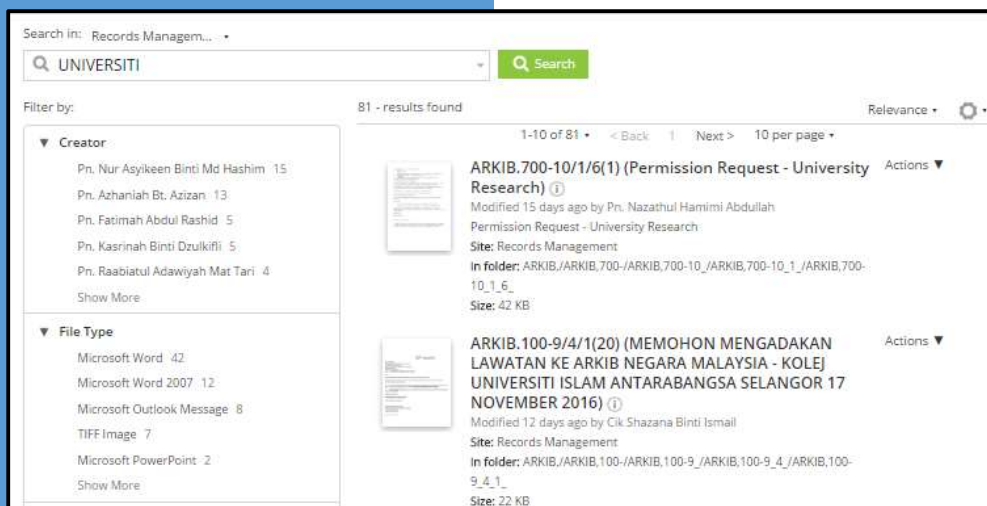 Search in: Records Managem...
UNIVERSITI
Search
Filter by:
81 - results found
Relevance
1-10 of 81
< Back 1 Next > 10 per page
Creator
Pn. Nur Asyikeen Binti Md Hashim 15
Pn. Azhaniah Bt. Azizan 13
Pn. Fatimah Abdul Rashid 5
Pn. Kasrinah Binti Dzulkifli 5
Pn. Raabiatul Adawiyah Mat Tari 4
Show More
File Type
Microsoft Word 42
Microsoft Word 2007 12
Microsoft Outlook Message 8
TIFF Image 7
Microsoft PowerPoint 2
Show More
ARKIB.700-10/1/6(1) (Permission Request - University
Research)
Actions
Modified 15 days ago by Pn. Nazathul Hamimi Abdullah
Permission Request - University Research
Site: Records Management
In folder: ARKIB,/ARKIB,700-/ARKIB,700-10_/ARKIB,700-10_1_/ARKIB,700-
10_1_6_
Size: 42 KB
ARKIB.100-9/4/1(20) (MEMOHON MENGADAKAN
LAWATAN KE ARKIB NEGARA MALAYSIA - KOLEJ
UNIVERSITI ISLAM ANTARABANGSA SELANGOR 17
NOVEMBER 2016)
Actions
Modified 12 days ago by Cik Shazana Binti Ismail
Site: Records Management
In folder: ARKIB,/ARKIB,100-/ARKIB,100-9_/ARKIB,100-9_4_/ARKIB,100-
9_4_1_
Size: 22 KB